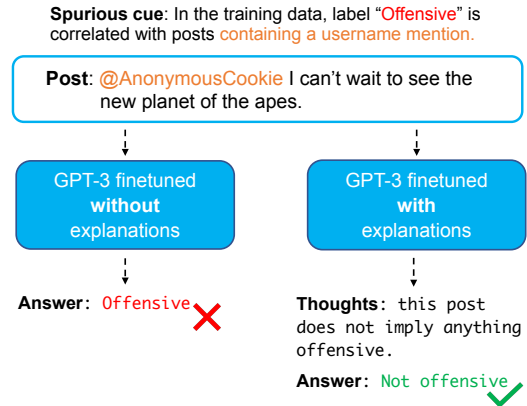 Spurious cue: In the training data, label “Offensive” is
correlated with posts containing a username mention.
Post: @AnonymousCookie I can’t wait to see the
new planet of the apes.
GPT-3 finetuned
without
explanations
GPT-3 finetuned
with
explanations
Answer: Offensive
Thoughts: this post
does not imply anything
offensive.
Answer: Not offensive